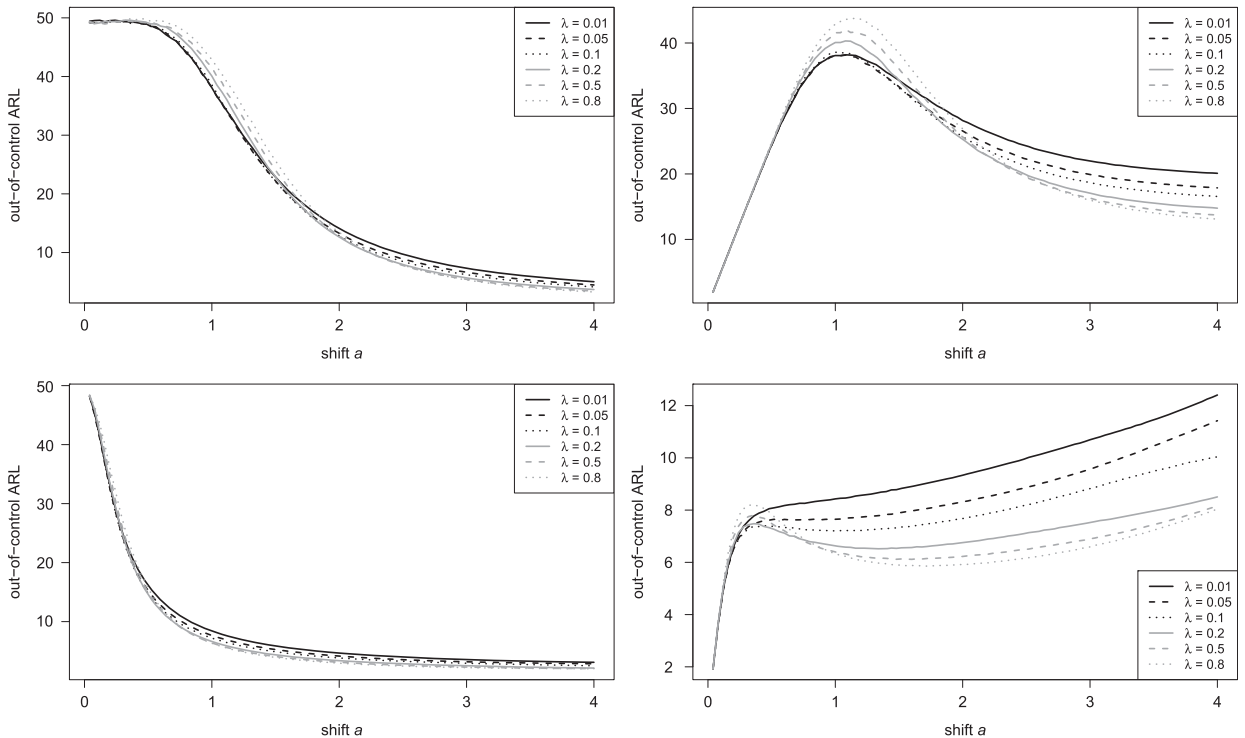 out−of−control ARL
50
40
30
20
10
0
1
2
3
4
shift a
λ = 0.01
λ = 0.05
λ = 0.1
λ = 0.2
λ = 0.5
λ = 0.8
out−of−control ARL
40
30
20
10
0
1
2
3
4
shift a
λ = 0.01
λ = 0.05
λ = 0.1
λ = 0.2
λ = 0.5
λ = 0.8
out−of−control ARL
50
40
30
20
10
0
1
2
3
4
shift a
λ = 0.01
λ = 0.05
λ = 0.1
λ = 0.2
λ = 0.5
λ = 0.8
out−of−control ARL
12
10
8
6
4
2
0
1
2
3
4
shift a
λ = 0.01
λ = 0.05
λ = 0.1
λ = 0.2
λ = 0.5
λ = 0.8